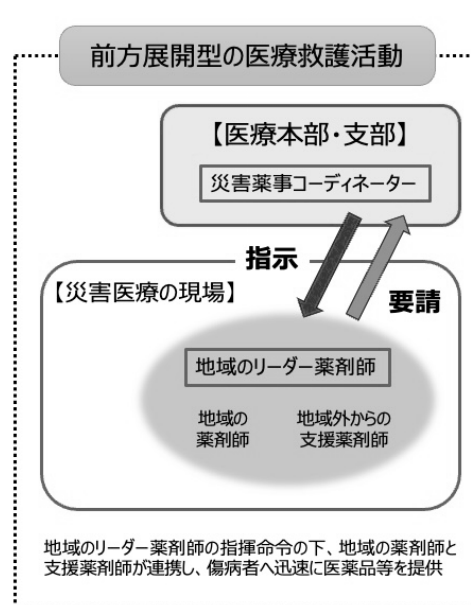 前方展開型の医療救護活動
【医療本部・支部】
災害薬事コーディネーター
指示
【災害医療の現場】
要請
地域のリーダー薬剤師
地域の
薬剤師
地域外からの
支援薬剤師
地域のリーダー薬剤師の指揮命令の下、地域の薬剤師と
支援薬剤師が連携し、傷病者へ迅速に医薬品等を提供